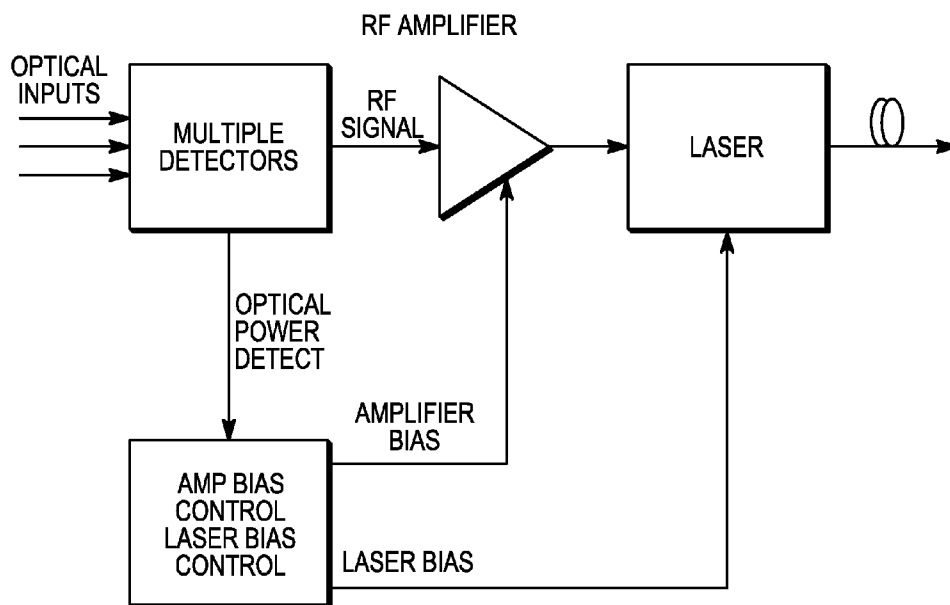 RF AMPLIFIER
OPTICAL
INPUTS
MULTIPLE
DETECTORS
RF
SIGNAL
LASER
OPTICAL
POWER
DETECT
AMPLIFIER
BIAS
AMP BIAS
CONTROL
LASER BIAS
CONTROL
LASER BIAS